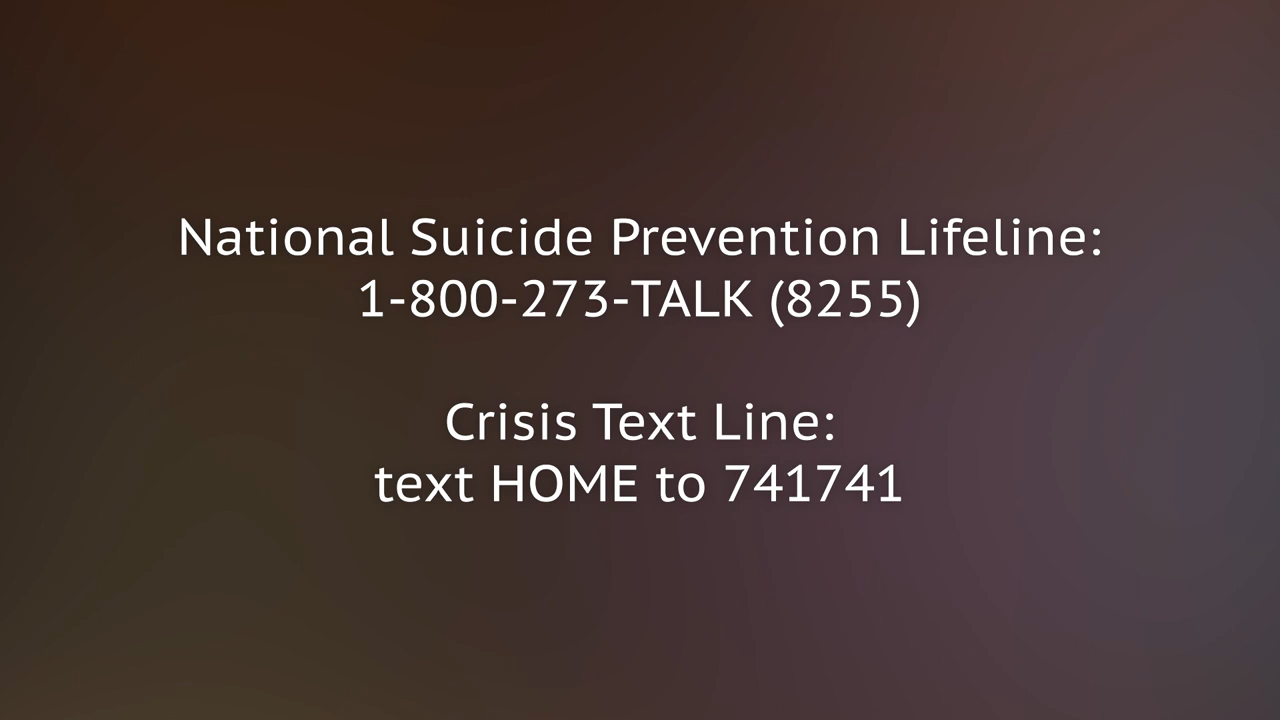 National Suicide Prevention Lifeline:
1-800-273-TALK (8255)
Crisis Text Line:
text HOME to 741741